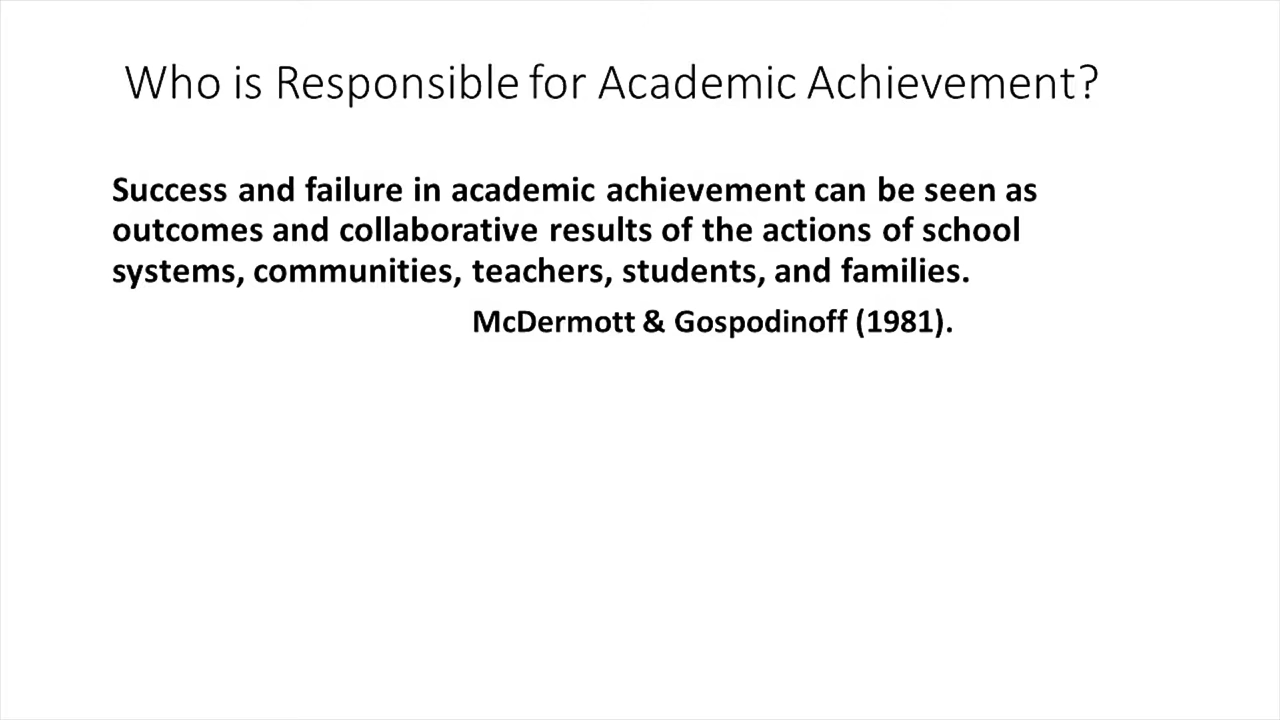 Who is Responsible for Academic Achievement?
Success and failure in academic achievement can be seen as
outcomes and collaborative results of the actions of school
systems, communities, teachers, students, and families.
McDermott & Gospodinoff (1981).